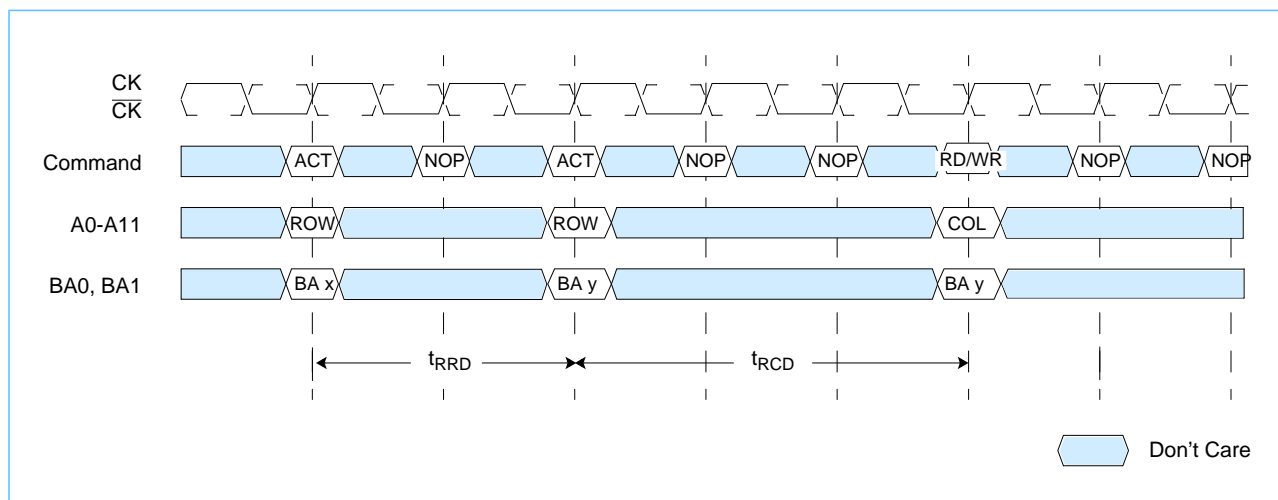 CK
CK
Command ACT NOP ACT NOP NOP RD/WR NOP NOP
A0-A11 ROW ROW COL
BA0, BA1 BA x BA y BA y
tRRD tRCD
Don't Care